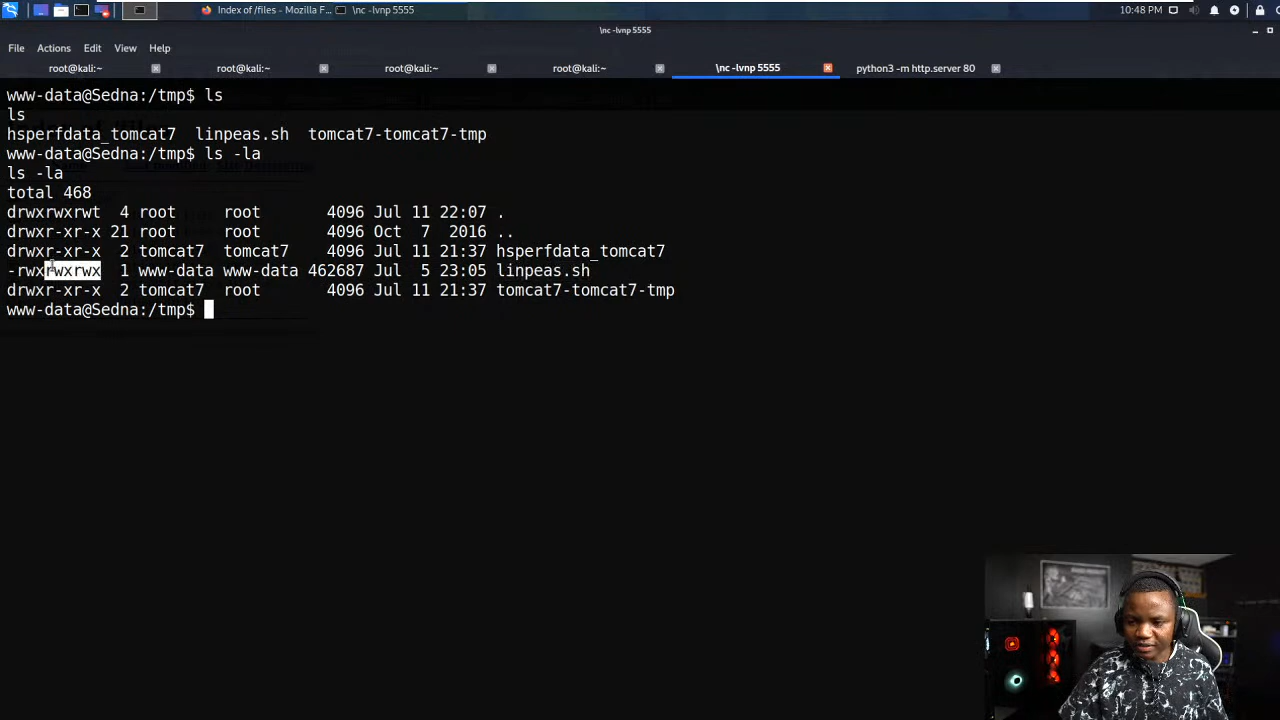 Index of /files - Mozilla F...
\nc -lvnp 5555
10:48 PM
\nc -lvnp 5555
File Actions Edit View Help
root@kali:~ root@kali:~ root@kali:~ root@kali:~ \nc -lvnp 5555 python3 -m http.server 80
www-data@Sedna:/tmp$ ls
ls
hsperfdata_tomcat7 linpeas.sh tomcat7-tomcat7-tmp
www-data@Sedna:/tmp$ ls -la
ls -la
total 468
drwxrwxrwt 4 root root 4096 Jul 11 22:07 .
drwxr-xr-x 21 root root 4096 Oct 7 2016 ..
drwxr-xr-x 2 tomcat7 tomcat7 4096 Jul 11 21:37 hsperfdata_tomcat7
-rwxrwxrwx 1 www-data www-data 462687 Jul 5 23:05 linpeas.sh
drwxr-xr-x 2 tomcat7 root 4096 Jul 11 21:37 tomcat7-tomcat7-tmp
www-data@Sedna:/tmp$